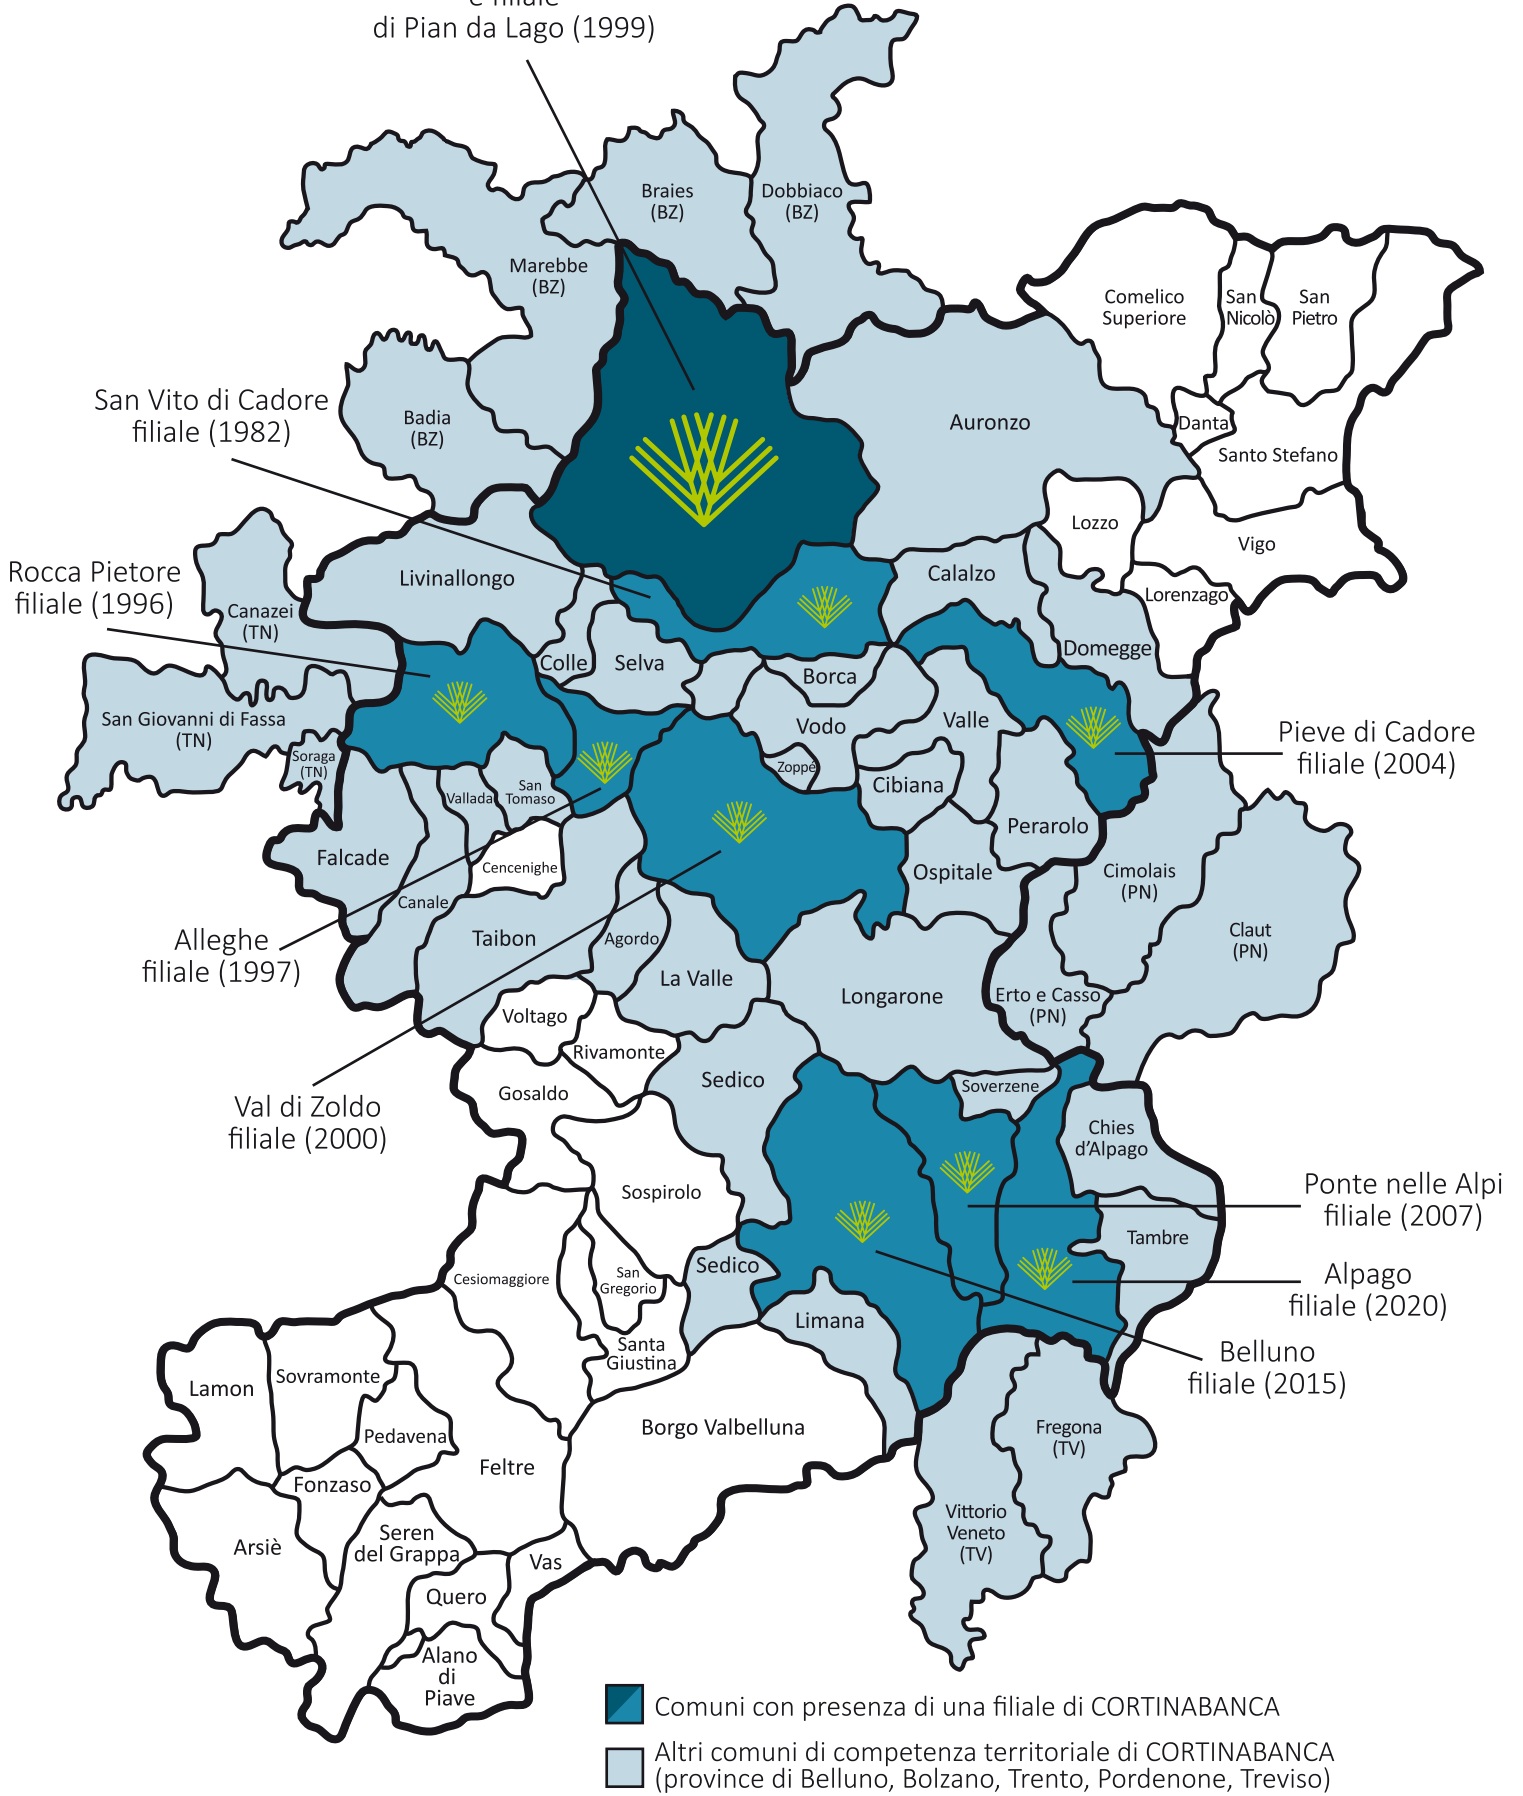 e filiale
di Pian da Lago (1999)
Braies
(BZ)
Dobbiaco
(BZ)
Marebbe
(BZ)
Comelico
Superiore
San
Nicolò
San
Pietro
San Vito di Cadore
filiale (1982)
Badia
(BZ)
Auronzo
Danta
Santo Stefano
Lozzo
Vigo
Rocca Pietore
filiale (1996)
Livinallongo
Calalzo
Lorenzago
Canazei
(TN)
Colle
Selva
Borca
Domegge
San Giovanni di Fassa
(TN)
Vodo
Valle
Pieve di Cadore
filiale (2004)
Soraga
(TN)
Vallada
San
Tomaso
Zoppè
Cibiana
Perarolo
Falcade
Cencenighe
Ospitale
Cimolais
(PN)
Canale
Claut
(PN)
Alleghe
filiale (1997)
Taibon
Agordo
La Valle
Longarone
Erto e Casso
(PN)
Voltago
Rivamonte
Gosaldo
Sedico
Soverzene
Val di Zoldo
filiale (2000)
Chies
d'Alpago
Sospirolo
Ponte nelle Alpi
filiale (2007)
Tambre
Cesiomaggiore
San
Gregorio
Sedico
Alpago
filiale (2020)
Limana
Santa
Giustina
Belluno
filiale (2015)
Lamon
Sovramonte
Pedavena
Borgo Valbelluna
Fregona
(TV)
Feltre
Fonzaso
Vittorio
Veneto
(TV)
Arsiè
Seren
del Grappa
Vas
Quero
Alano
di
Piave
Comuni con presenza di una filiale di CORTINABANCA
Altri comuni di competenza territoriale di CORTINABANCA
(province di Belluno, Bolzano, Trento, Pordenone, Treviso)